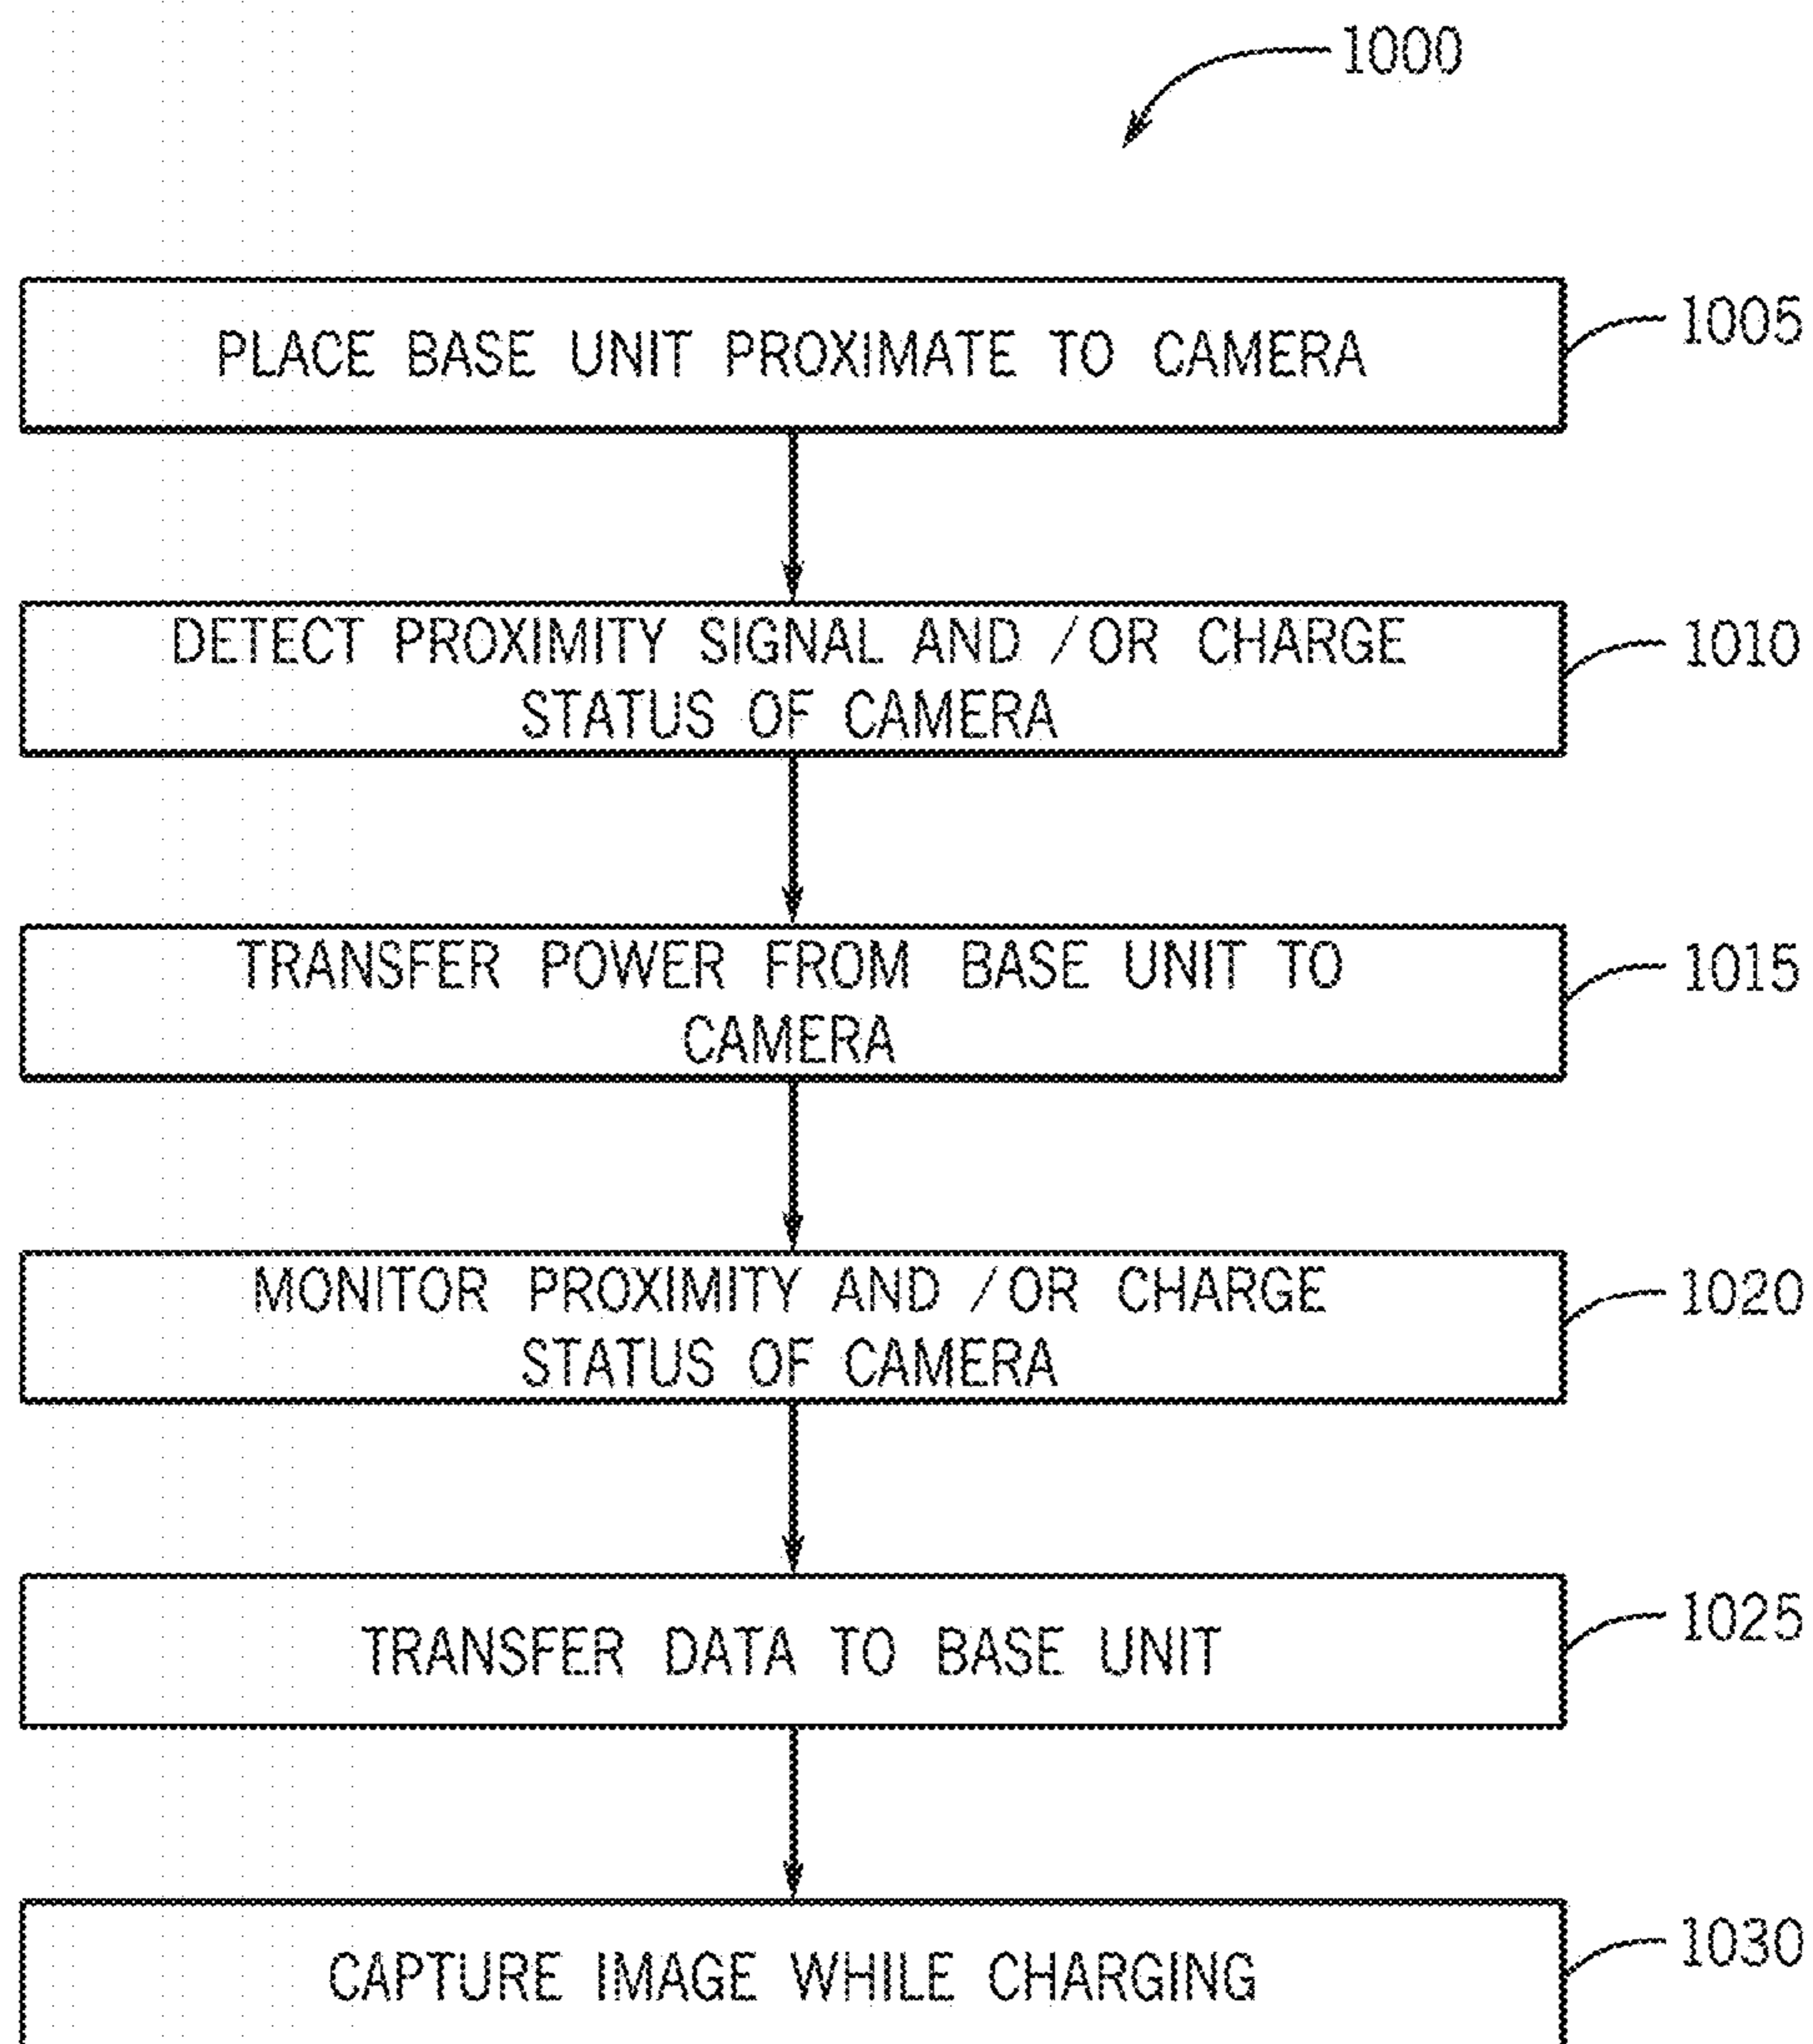 1000
PLACE BASE UNIT PROXIMATE TO CAMERA
1005
DETECT PROXIMITY SIGNAL AND /OR CHARGE
STATUS OF CAMERA
1010
TRANSFER POWER FROM BASE UNIT TO
CAMERA
1015
MONITOR PROXIMITY AND /OR CHARGE
STATUS OF CAMERA
1020
TRANSFER DATA TO BASE UNIT
1025
CAPTURE IMAGE WHILE CHARGING
1030